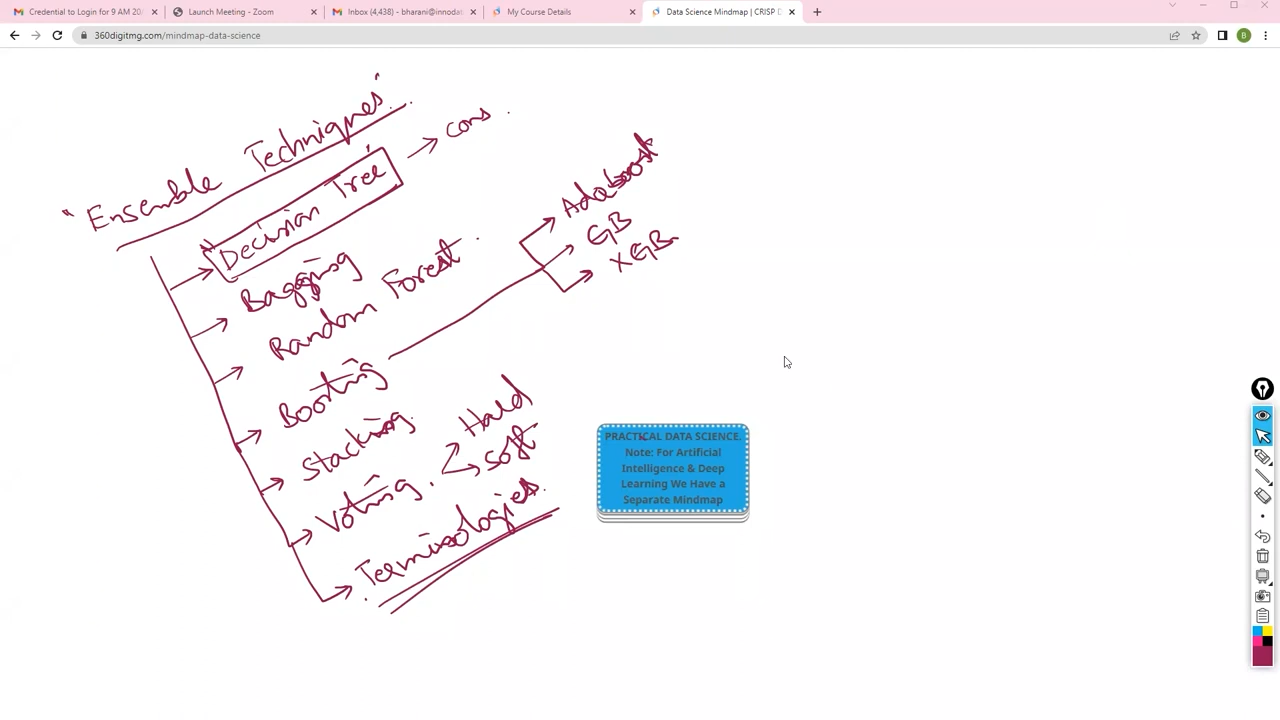 Credential to Login for 9 AM 20
Launch Meeting - Zoom
Inbox (4,438) - bharani@innodas
My Course Details
Data Science Mindmap | CRISP D
360digitmg.com/mindmap-data-science
B
"Ensemble Techniques"
"Decision Tree" → cons.
Bagging
Random Forest.
Boosting
Adaboost
GB
XGB
Stacking.
Voting.
Hard
Soft
Terminologies.
PRACTICAL DATA SCIENCE.
Note: For Artificial
Intelligence & Deep
Learning We Have a
Separate Mindmap